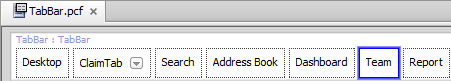 TabBar.pcf
TabBar : TabBar
Desktop ClaimTab Search Address Book Dashboard Team Report